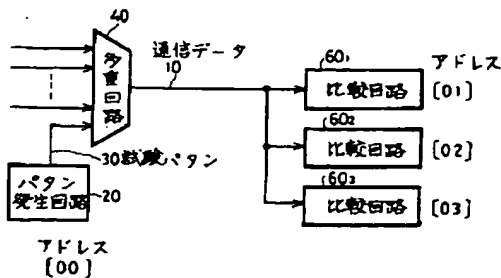 40
多重回路
通信データ
10
30試験パタン
パタン
発生回路
20
アドレス
[00]
アドレス
60₁
比較回路
[01]
60₂
比較回路
[02]
60₃
比較回路
[03]